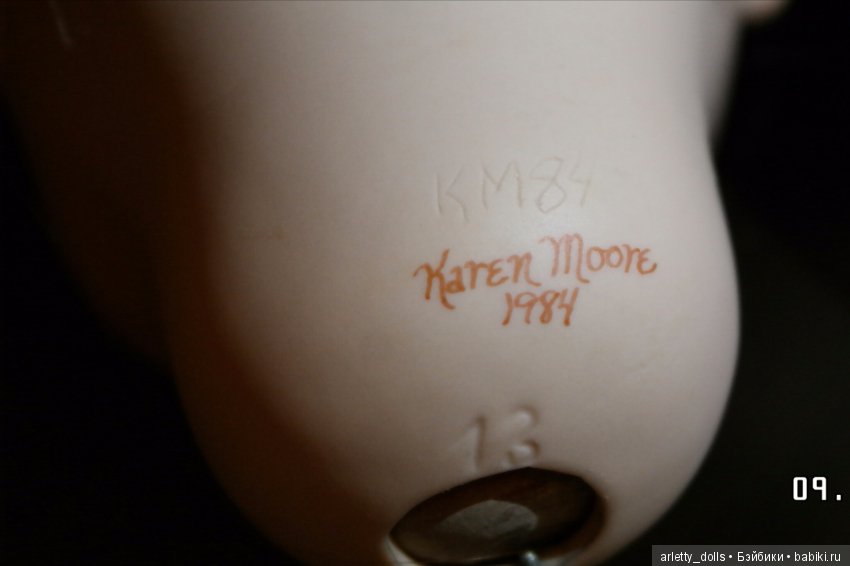 KM84
Karen Moore
1984
13
09.
arletty_dolls • Бэйбики • babiki.ru